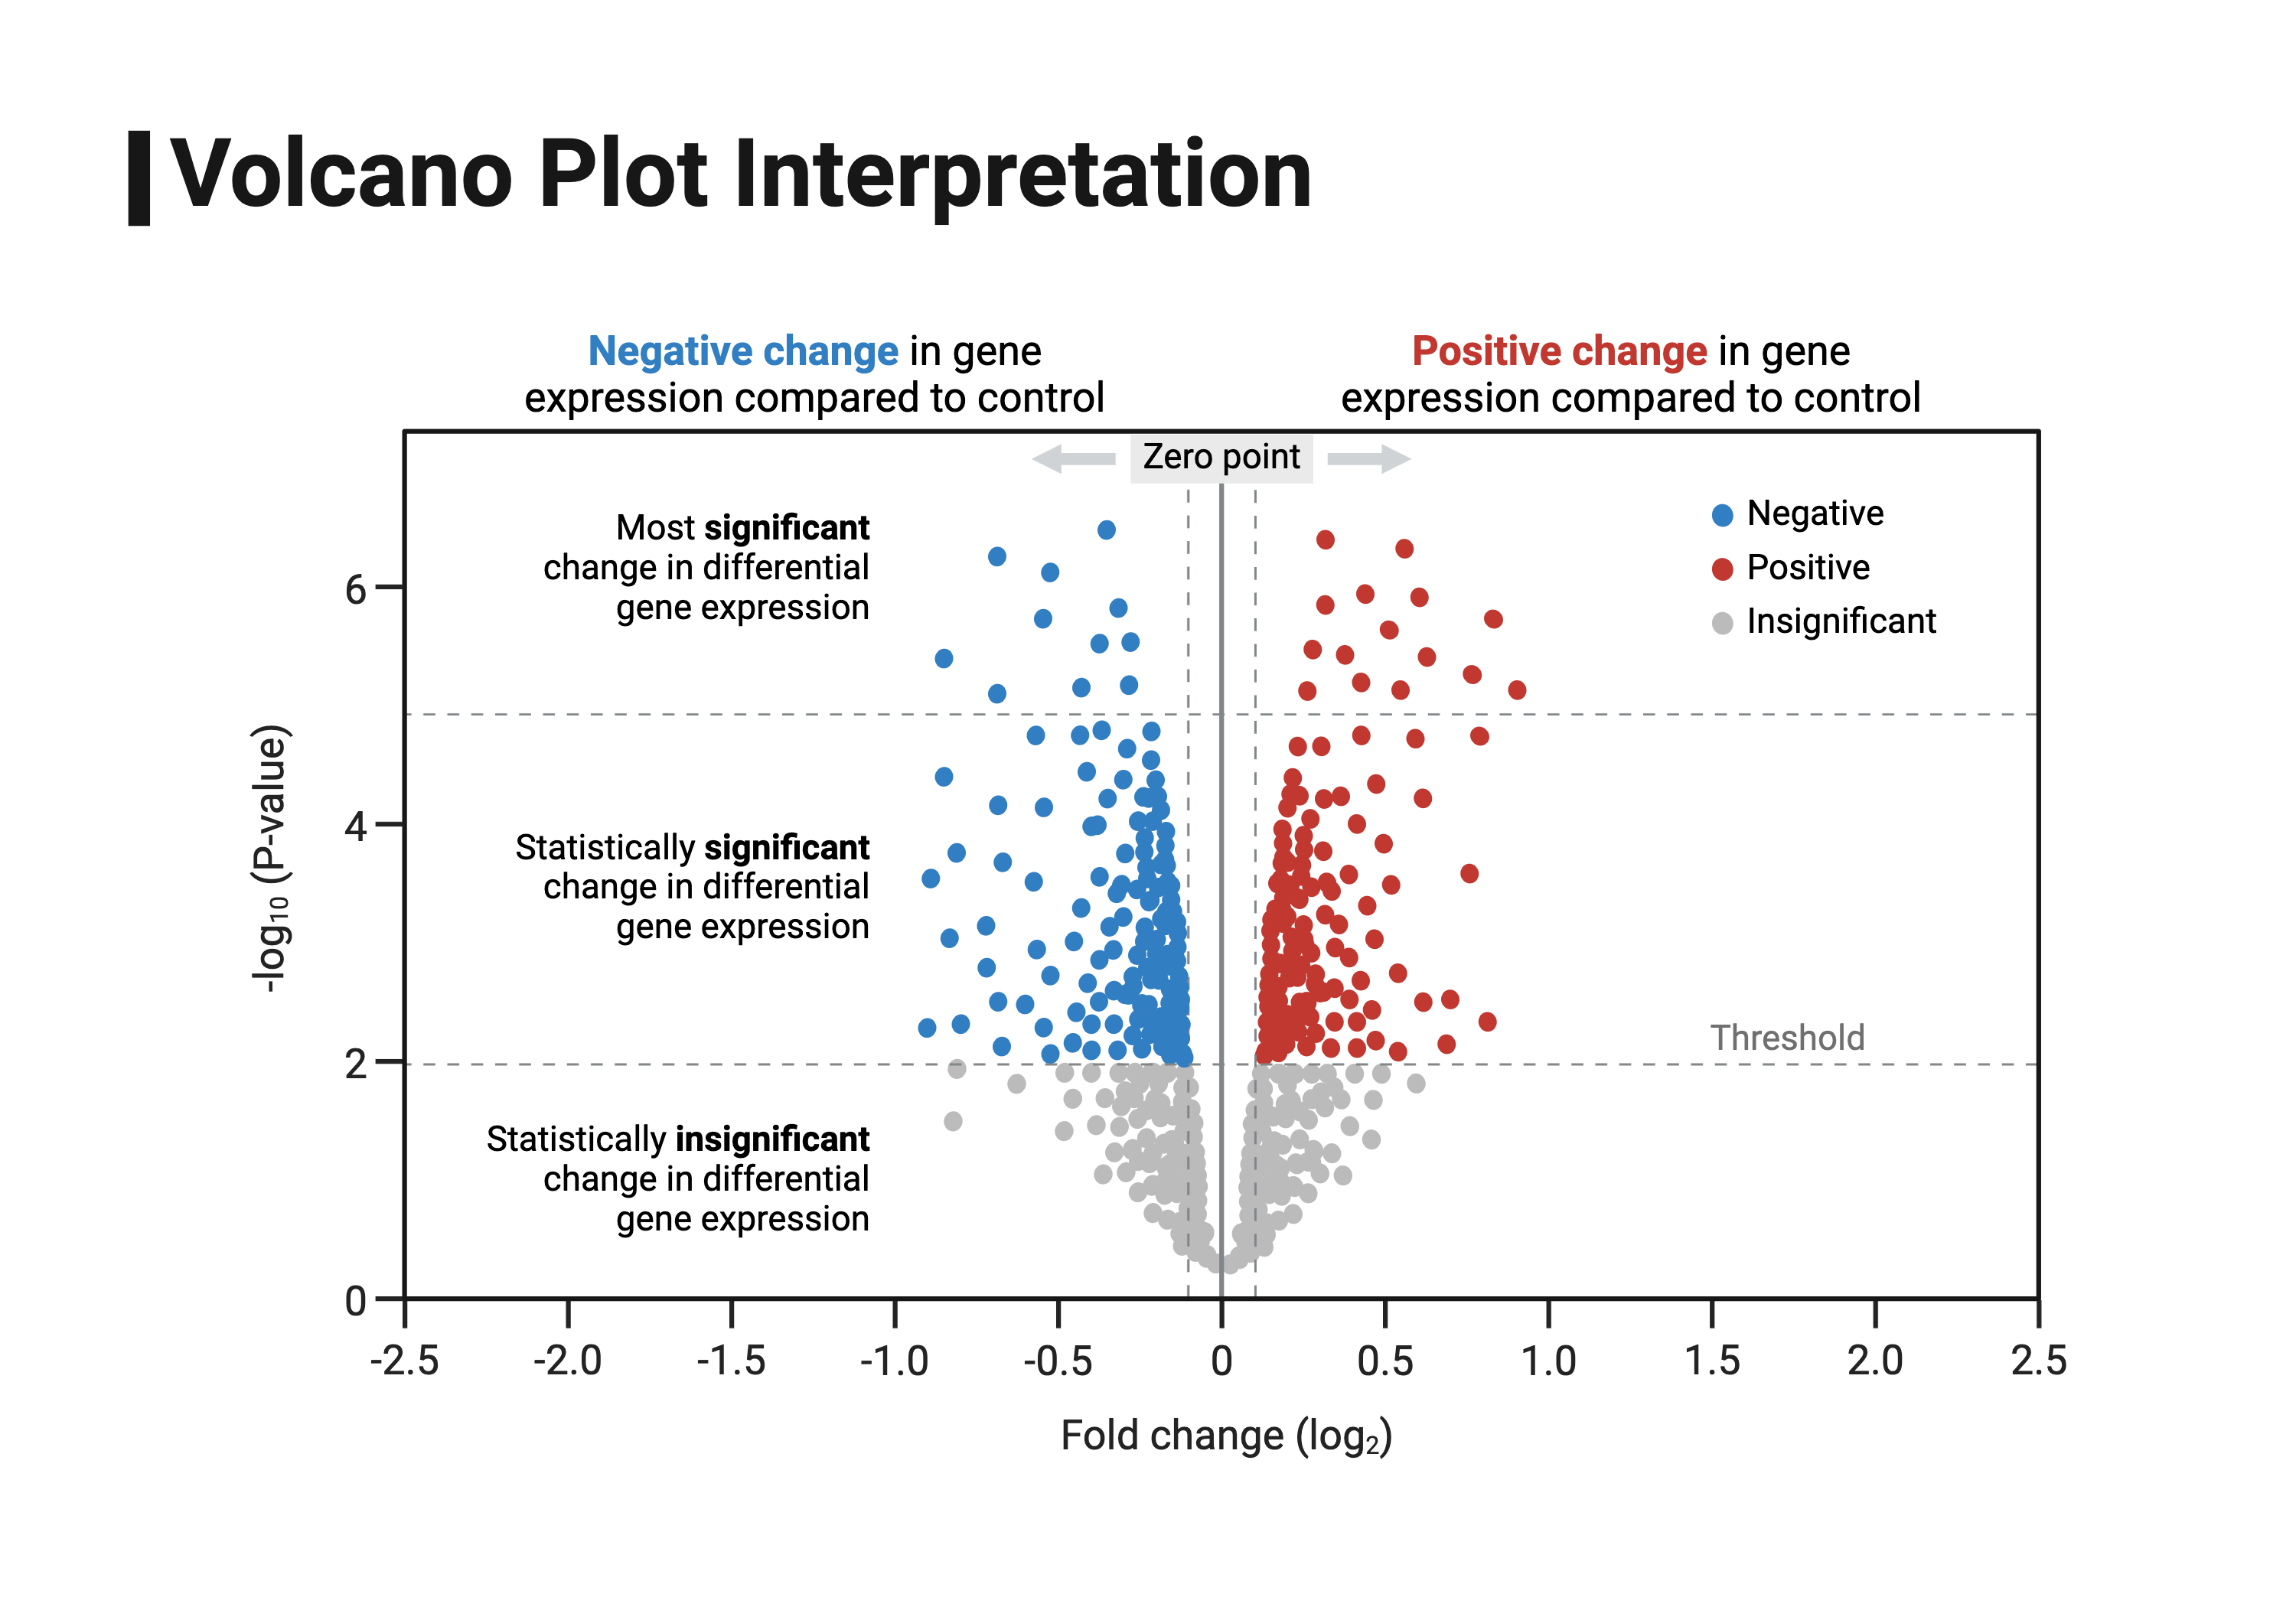 Volcano Plot Interpretation
Negative change in gene
expression compared to control
Positive change in gene
expression compared to control
Zero point
Most significant
change in differential
gene expression
Negative
Positive
Insignificant
6
4
2
0
-log10 (P-value)
Statistically significant
change in differential
gene expression
Threshold
Statistically insignificant
change in differential
gene expression
-2.5 -2.0 -1.5 -1.0 -0.5 0 0.5 1.0 1.5 2.0 2.5
Fold change (log2)